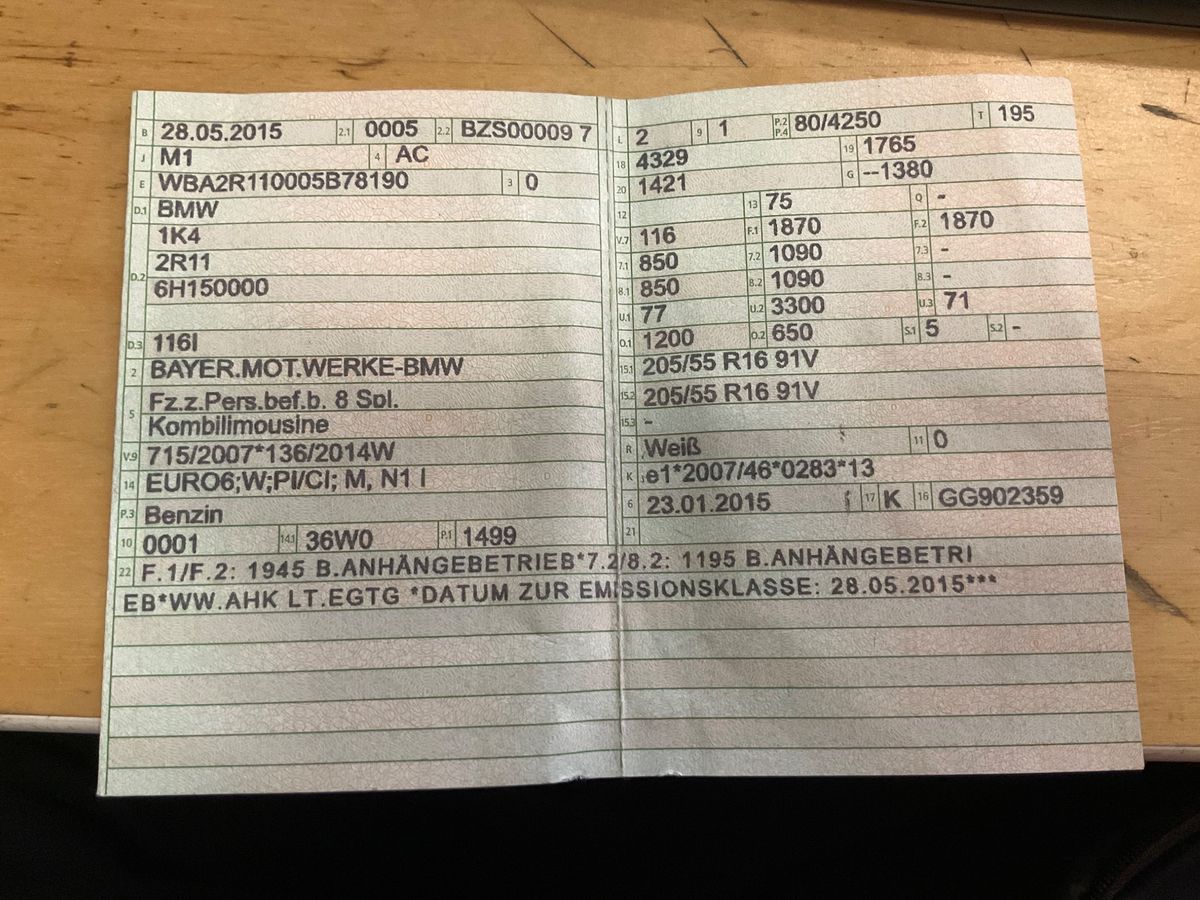 B 28.05.2015 2.1 0005 2.2 BZS00009 7
J M1 4 AC
E WBA2R110005B78190 3 0
D.1 BMW
1K4
D.2 2R11
6H150000
D.3 116I
2 BAYER.MOT.WERKE-BMW
5 Fz.z.Pers.bef.b. 8 Spl.
Kombilimousine
V.9 715/2007*136/2014W
14 EURO6;W;PI/CI; M, N1 I
P.3 Benzin
10 0001 14.1 36W0 P.1 1499
L 2 9 1 P.2 P.4 80/4250 T 195
18 4329 19 1765
20 1421 G --1380
12 13 75 Q -
V.7 116 F.1 1870 F.2 1870
7.1 850 7.2 1090 7.3 -
8.1 850 8.2 1090 8.3 -
U.1 77 U.2 3300 U.3 71
O.1 1200 O.2 650 S.1 5 S.2 -
15.1 205/55 R16 91V
15.2 205/55 R16 91V
15.3 -
R Weiß 11 0
K e1*2007/46*0283*13
6 23.01.2015 17 K 16 GG902359
21
22 F.1/F.2: 1945 B.ANHÄNGEBETRIEB*7.2/8.2: 1195 B.ANHÄNGEBETRI
EB*WW.AHK LT.EGTG *DATUM ZUR EMISSIONSKLASSE: 28.05.2015***